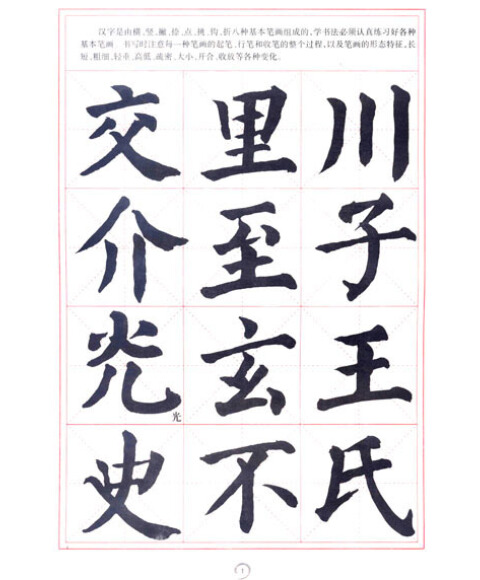 汉字是由横、竖、撇、捺、点、挑、钩、折八种基本笔画组成的,学书法必须认真练习好各种
基本笔画 书写时注意每一种笔画的起笔、行笔和收笔的整个过程,以及笔画的形态特征,长
短、粗细、轻重、高低、疏密、大小、开合、收放等各种变化。
川子王氏
里至玄不
交介灮史
光
1